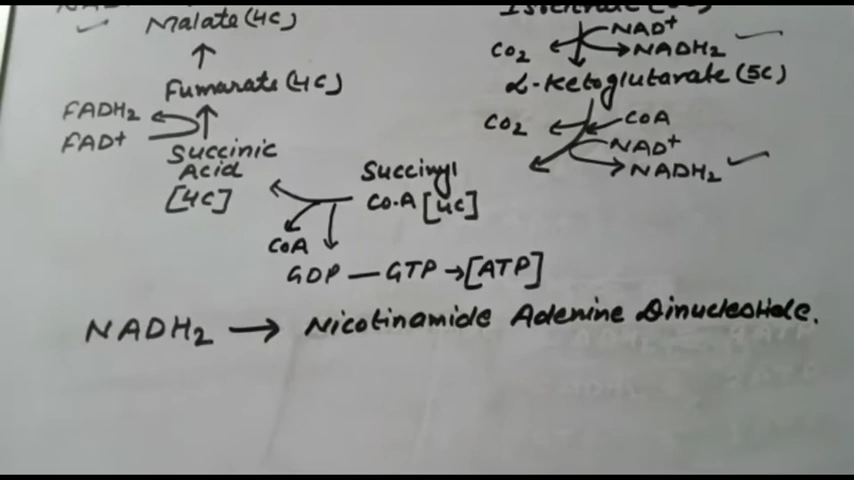 Malate (4C)
Fumarate (4C)
FADH2
FAD+
Succinic
Acid
[4C]
NAD+
CO2
NADH2
α-Ketoglutarate (5C)
CO2
CoA
NAD+
NADH2
Succinyl
CO-A [4C]
CoA
GDP — GTP → [ATP]
NADH2 → Nicotinamide Adenine Dinucleotide.